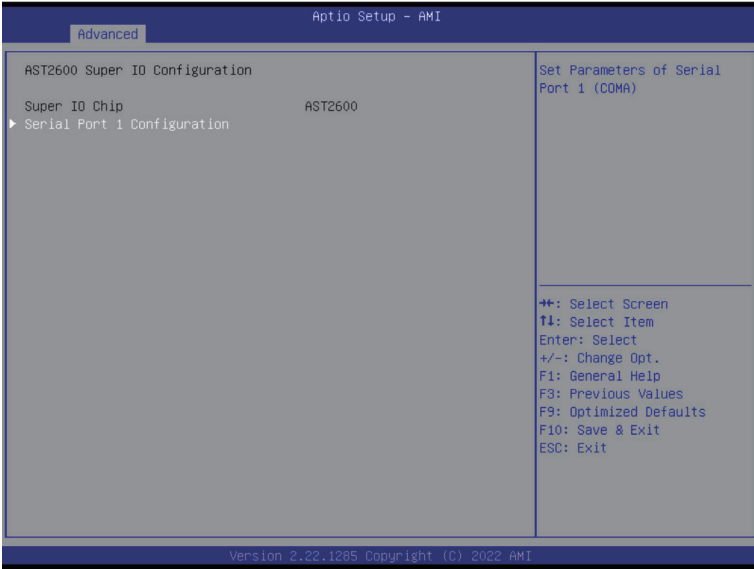 Aptio Setup - AMI
Advanced
AST2600 Super IO Configuration
Super IO Chip AST2600
Serial Port 1 Configuration
Set Parameters of Serial
Port 1 (COMA)
→←: Select Screen
↑↓: Select Item
Enter: Select
+/-: Change Opt.
F1: General Help
F3: Previous Values
F9: Optimized Defaults
F10: Save & Exit
ESC: Exit
Version 2.22.1285 Copyright (C) 2022 AMI